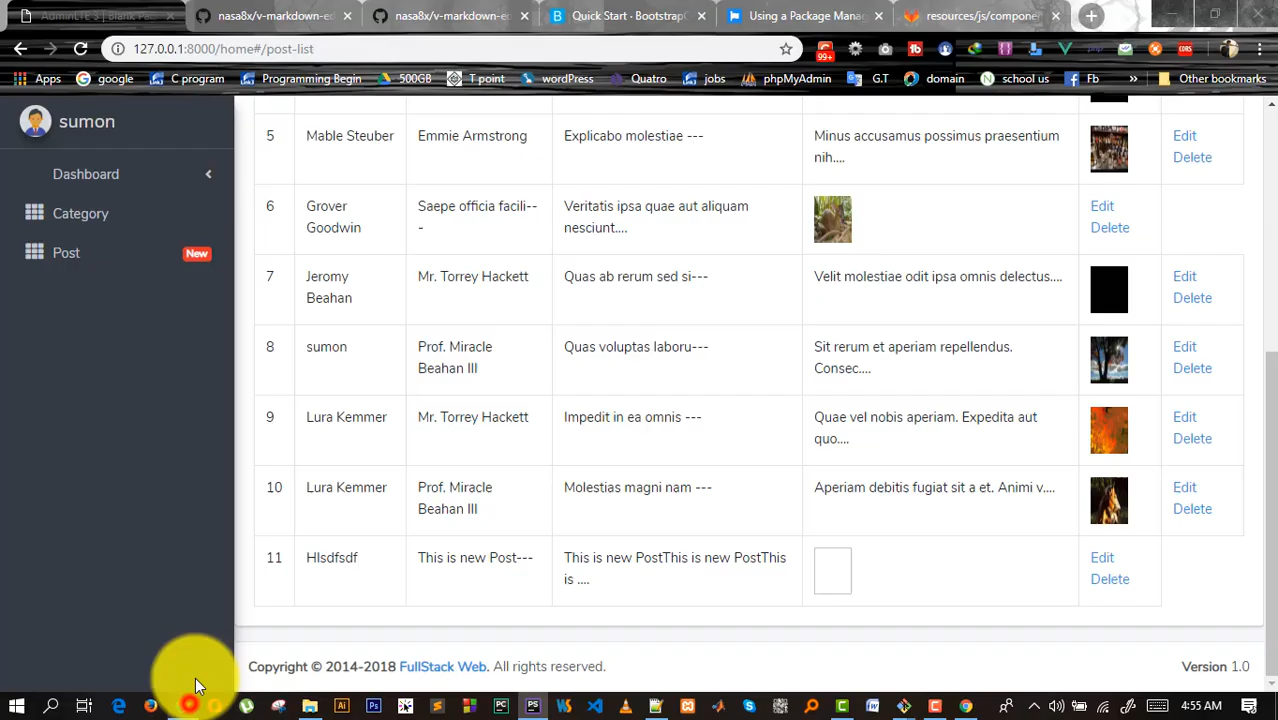 AdminLTE 3 | Blank Pa
nasa8x/v-markdown-ed
nasa8x/v-markdown-ed
Quick Start · Bootstrap
Using a Package Mana
resources/js/compone
127.0.0.1:8000/home#/post-list
99+
Apps
google
C program
Programming Begin
500GB
T point
wordPress
Quatro
jobs
phpMyAdmin
G.T
domain
school us
Fb
»
Other bookmarks
sumon
Dashboard
Category
Post
New
5 Mable Steuber Emmie Armstrong Explicabo molestiae --- Minus accusamus possimus praesentium Edit
nih.... Delete
6 Grover Saepe officia facili-- Veritatis ipsa quae aut aliquam Edit
Goodwin - nesciunt.... Delete
7 Jeromy Mr. Torrey Hackett Quas ab rerum sed si--- Velit molestiae odit ipsa omnis delectus.... Edit
Beahan Delete
8 sumon Prof. Miracle Quas voluptas laboru--- Sit rerum et aperiam repellendus. Edit
Beahan III Consec.... Delete
9 Lura Kemmer Mr. Torrey Hackett Impedit in ea omnis --- Quae vel nobis aperiam. Expedita aut Edit
quo.... Delete
10 Lura Kemmer Prof. Miracle Molestias magni nam --- Aperiam debitis fugiat sit a et. Animi v.... Edit
Beahan III Delete
11 HIsdfsdf This is new Post--- This is new PostThis is new PostThis Edit
is .... Delete
Copyright © 2014-2018 FullStack Web. All rights reserved.
Version 1.0
4:55 AM